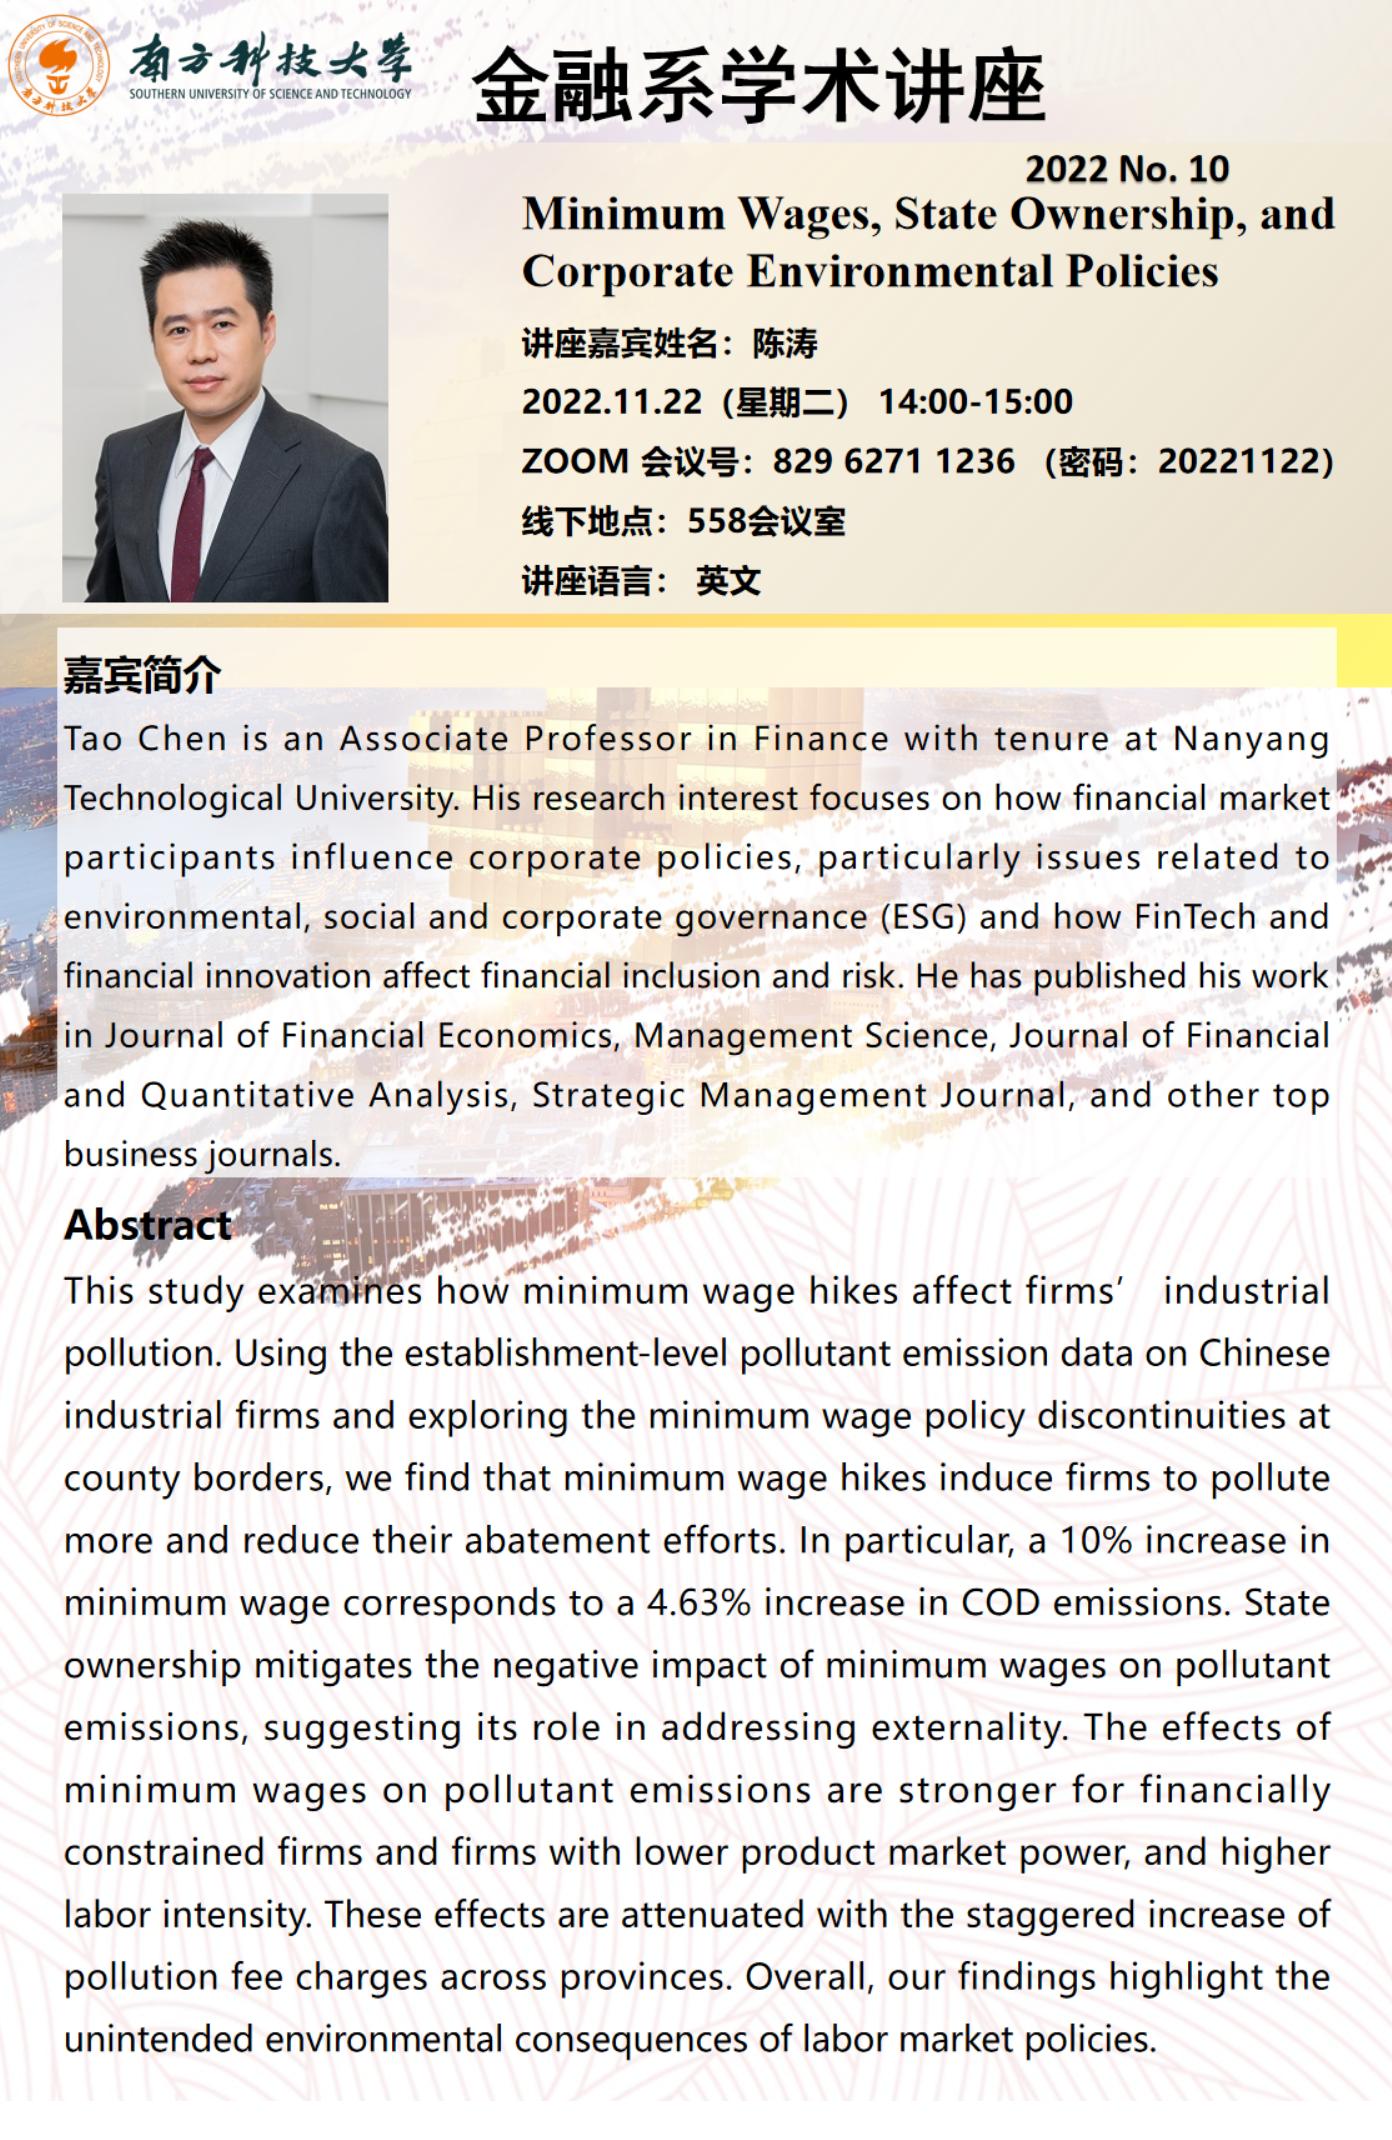 南方科技大学
SOUTHERN UNIVERSITY OF SCIENCE AND TECHNOLOGY
金融系学术讲座
2022 No. 10
Minimum Wages, State Ownership, and
Corporate Environmental Policies
讲座嘉宾姓名：陈涛
2022.11.22（星期二） 14:00-15:00
ZOOM 会议号：829 6271 1236 （密码：20221122）
线下地点：558会议室
讲座语言： 英文
嘉宾简介
Tao Chen is an Associate Professor in Finance with tenure at Nanyang
Technological University. His research interest focuses on how financial market
participants influence corporate policies, particularly issues related to
environmental, social and corporate governance (ESG) and how FinTech and
financial innovation affect financial inclusion and risk. He has published his work
in Journal of Financial Economics, Management Science, Journal of Financial
and Quantitative Analysis, Strategic Management Journal, and other top
business journals.
Abstract
This study examines how minimum wage hikes affect firms’ industrial
pollution. Using the establishment-level pollutant emission data on Chinese
industrial firms and exploring the minimum wage policy discontinuities at
county borders, we find that minimum wage hikes induce firms to pollute
more and reduce their abatement efforts. In particular, a 10% increase in
minimum wage corresponds to a 4.63% increase in COD emissions. State
ownership mitigates the negative impact of minimum wages on pollutant
emissions, suggesting its role in addressing externality. The effects of
minimum wages on pollutant emissions are stronger for financially
constrained firms and firms with lower product market power, and higher
labor intensity. These effects are attenuated with the staggered increase of
pollution fee charges across provinces. Overall, our findings highlight the
unintended environmental consequences of labor market policies.